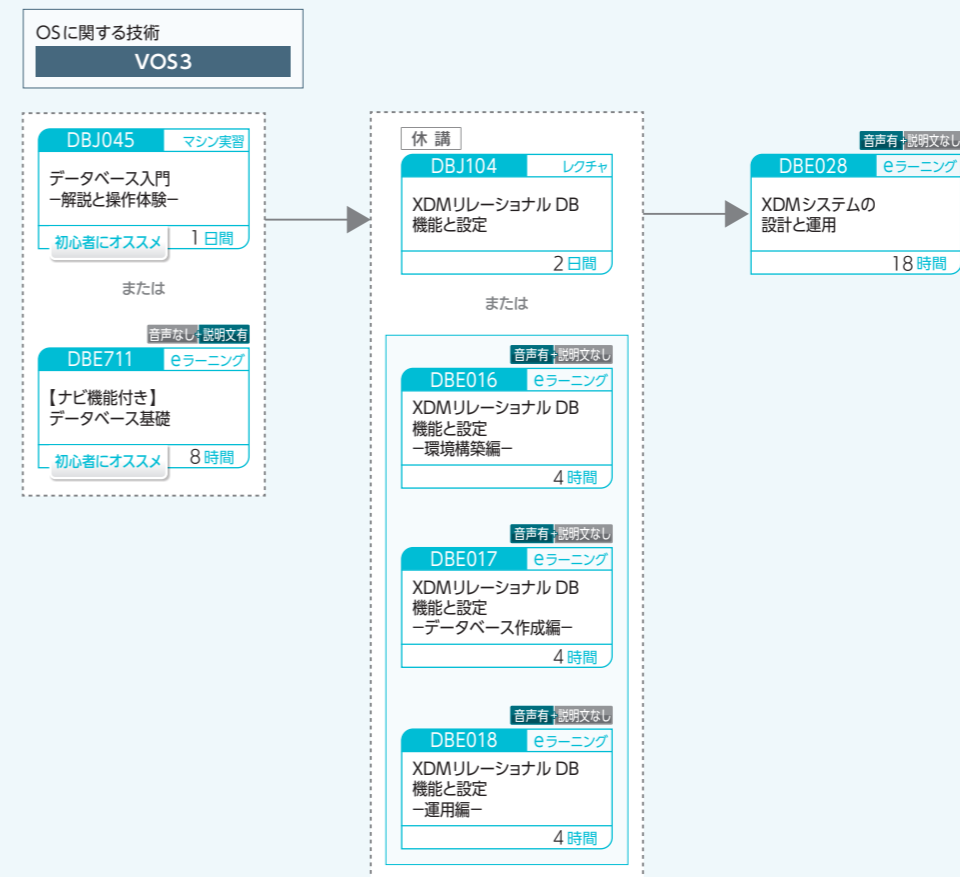 OSに関する技術
VOS3
DBJ045 マシン実習
データベース入門
−解説と操作体験−
初心者にオススメ 1日間
または
音声なし+説明文有
DBE711 eラーニング
【ナビ機能付き】
データベース基礎
初心者にオススメ 8時間
休 講
DBJ104 レクチャ
XDMリレーショナル DB
機能と設定
2日間
または
音声有+説明文なし
DBE016 eラーニング
XDMリレーショナル DB
機能と設定
−環境構築編−
4時間
音声有+説明文なし
DBE017 eラーニング
XDMリレーショナル DB
機能と設定
−データベース作成編−
4時間
音声有+説明文なし
DBE018 eラーニング
XDMリレーショナル DB
機能と設定
−運用編−
4時間
音声有+説明文なし
DBE028 eラーニング
XDMシステムの
設計と運用
18時間